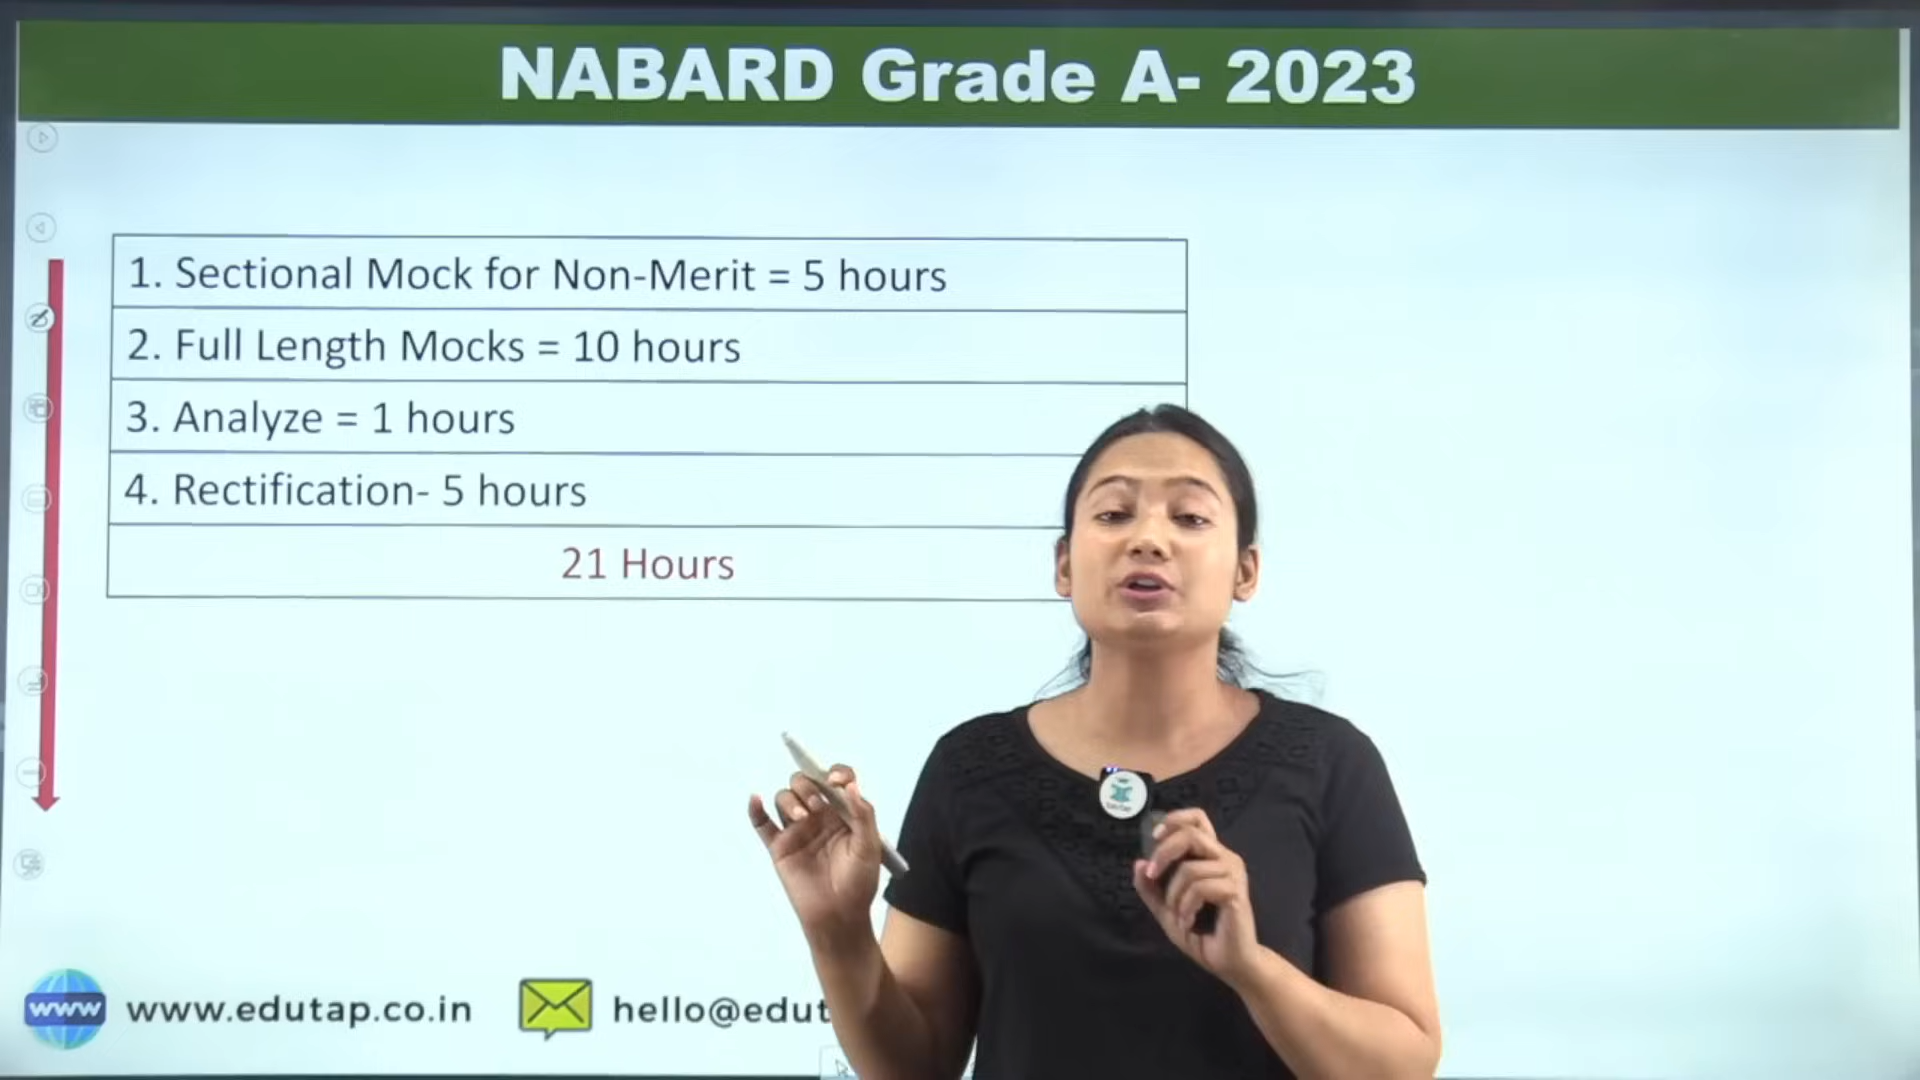 NABARD Grade A- 2023
1. Sectional Mock for Non-Merit = 5 hours
2. Full Length Mocks = 10 hours
3. Analyze = 1 hours
4. Rectification- 5 hours
21 Hours
www www.edutap.co.in hello@edut